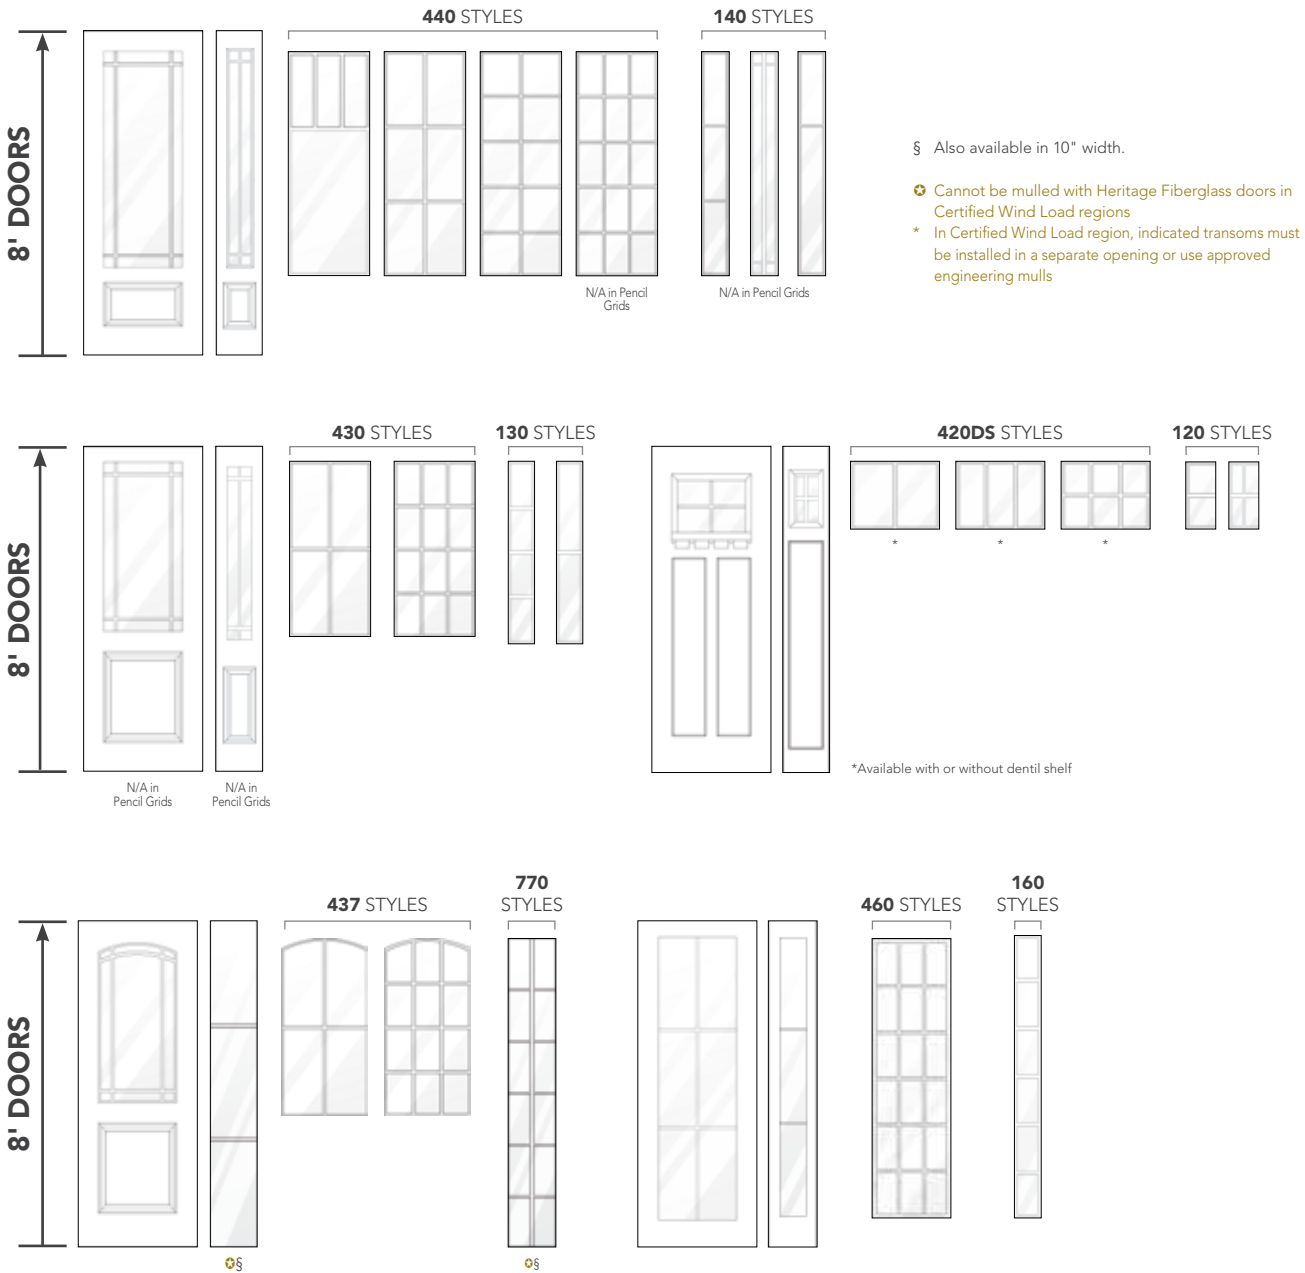 440 STYLES
140 STYLES
8' DOORS
N/A in Pencil
Grids
N/A in Pencil Grids
§ Also available in 10" width.
✪ Cannot be mulled with Heritage Fiberglass doors in
Certified Wind Load regions
* In Certified Wind Load region, indicated transoms must
be installed in a separate opening or use approved
engineering mulls
430 STYLES
130 STYLES
420DS STYLES
120 STYLES
8' DOORS
* * *
N/A in
Pencil Grids
N/A in
Pencil Grids
*Available with or without dentil shelf
437 STYLES
770
STYLES
460 STYLES
160
STYLES
8' DOORS
✪§
✪§